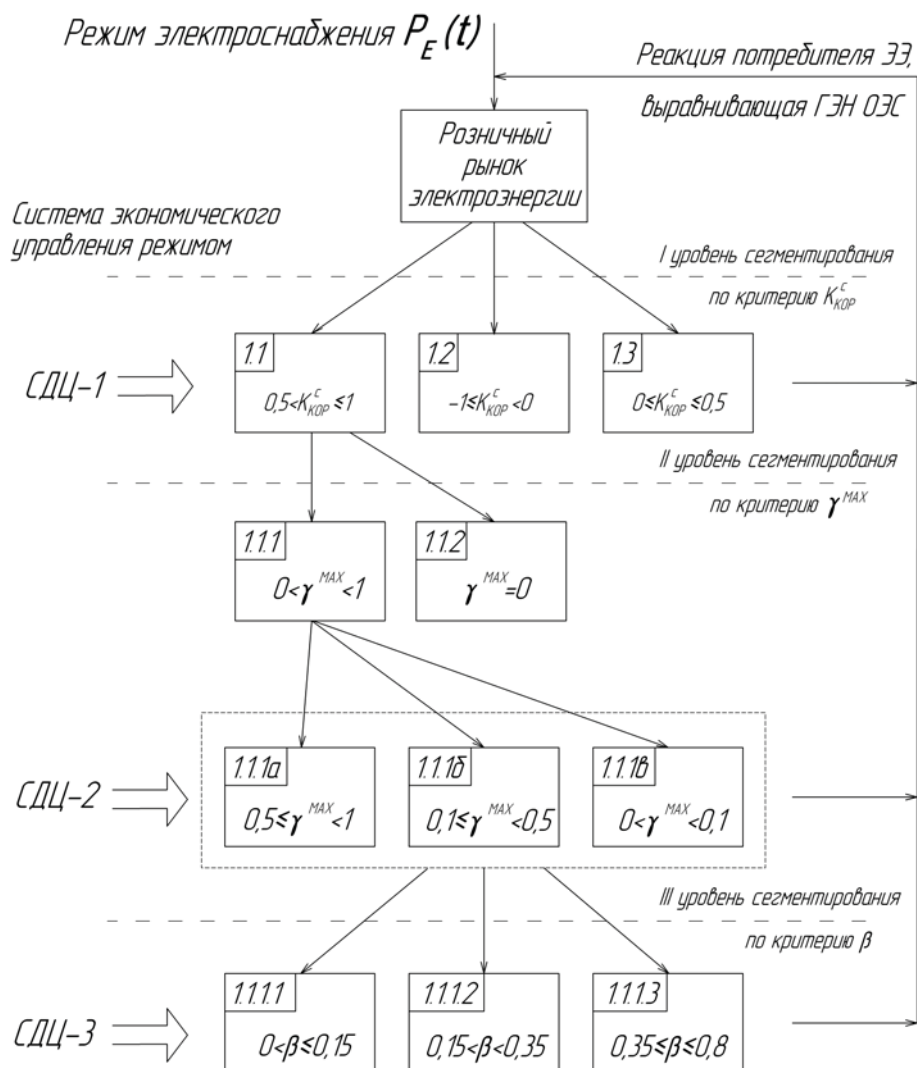 Режим электроснабжения P_E (t)
Реакция потребителя ЭЭ,
выравнивающая ГЭН ОЭС
Розничный
рынок
электроэнергии
Система экономического
управления режимом
I уровень сегментирования
по критерию K^С_КОР
СДЦ-1
1.1
0,5<K^С_КОР≤1
1.2
-1≤K^С_КОР<0
1.3
0≤K^С_КОР≤0,5
II уровень сегментирования
по критерию γ^MAX
1.1.1
0<γ^MAX<1
1.1.2
γ^MAX=0
СДЦ-2
1.1.1а
0,5≤γ^MAX<1
1.1.1б
0,1≤γ^MAX<0,5
1.1.1в
0<γ^MAX<0,1
III уровень сегментирования
по критерию β
СДЦ-3
1.1.1.1
0<β≤0,15
1.1.1.2
0,15<β<0,35
1.1.1.3
0,35≤β≤0,8